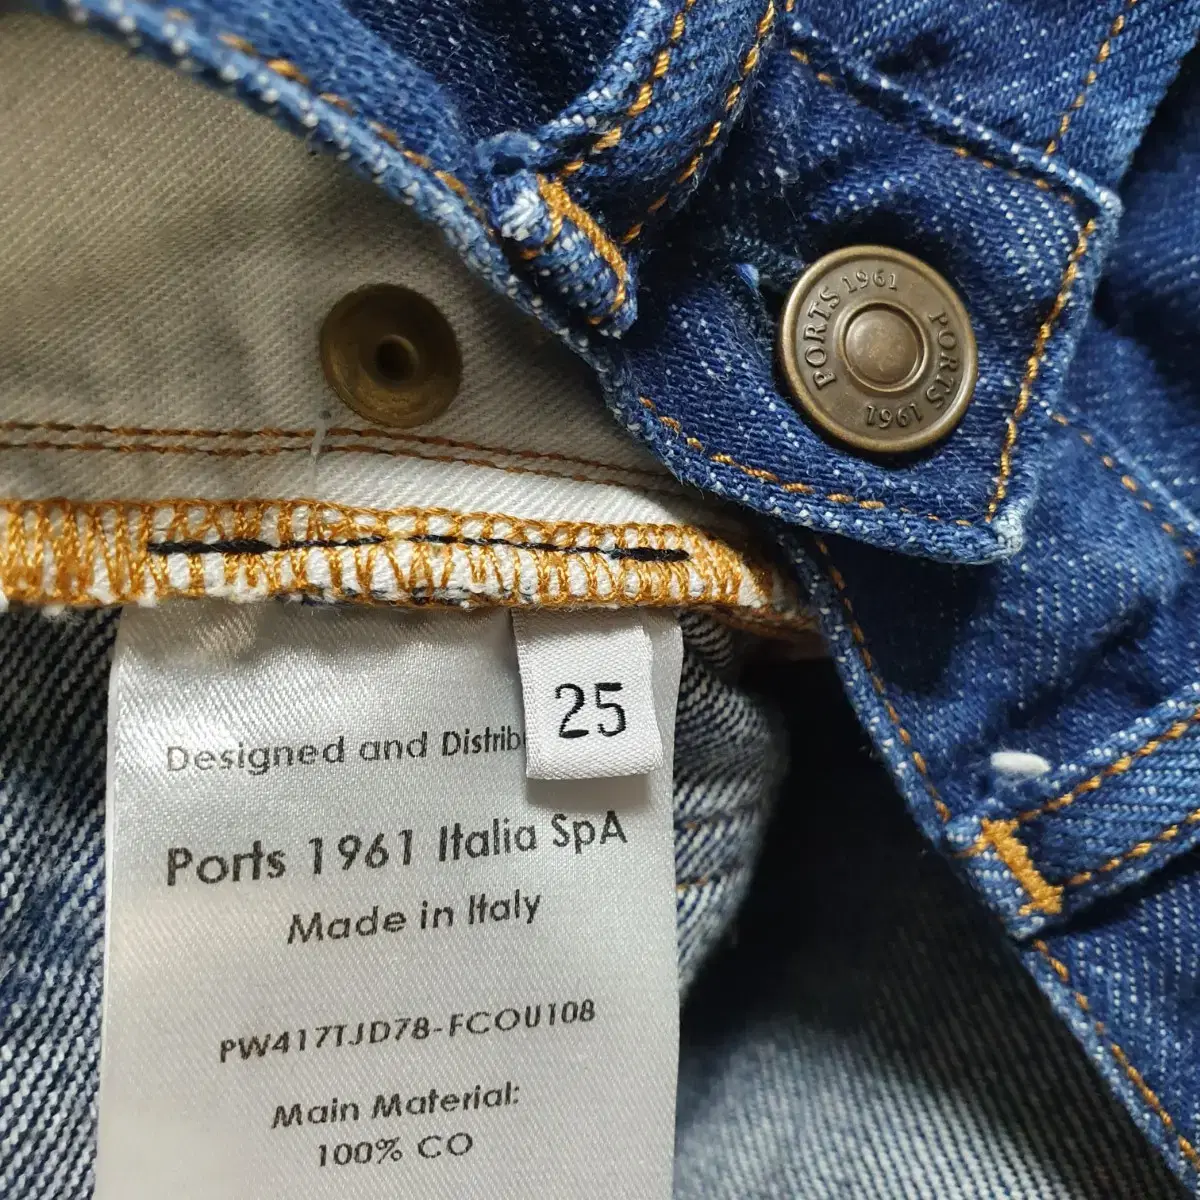 PORTS 1961
PORTS 1961
25
Designed and Distrib
Ports 1961 Italia SpA
Made in Italy
PW417TJD78-FCOU108
Main Material:
100% CO